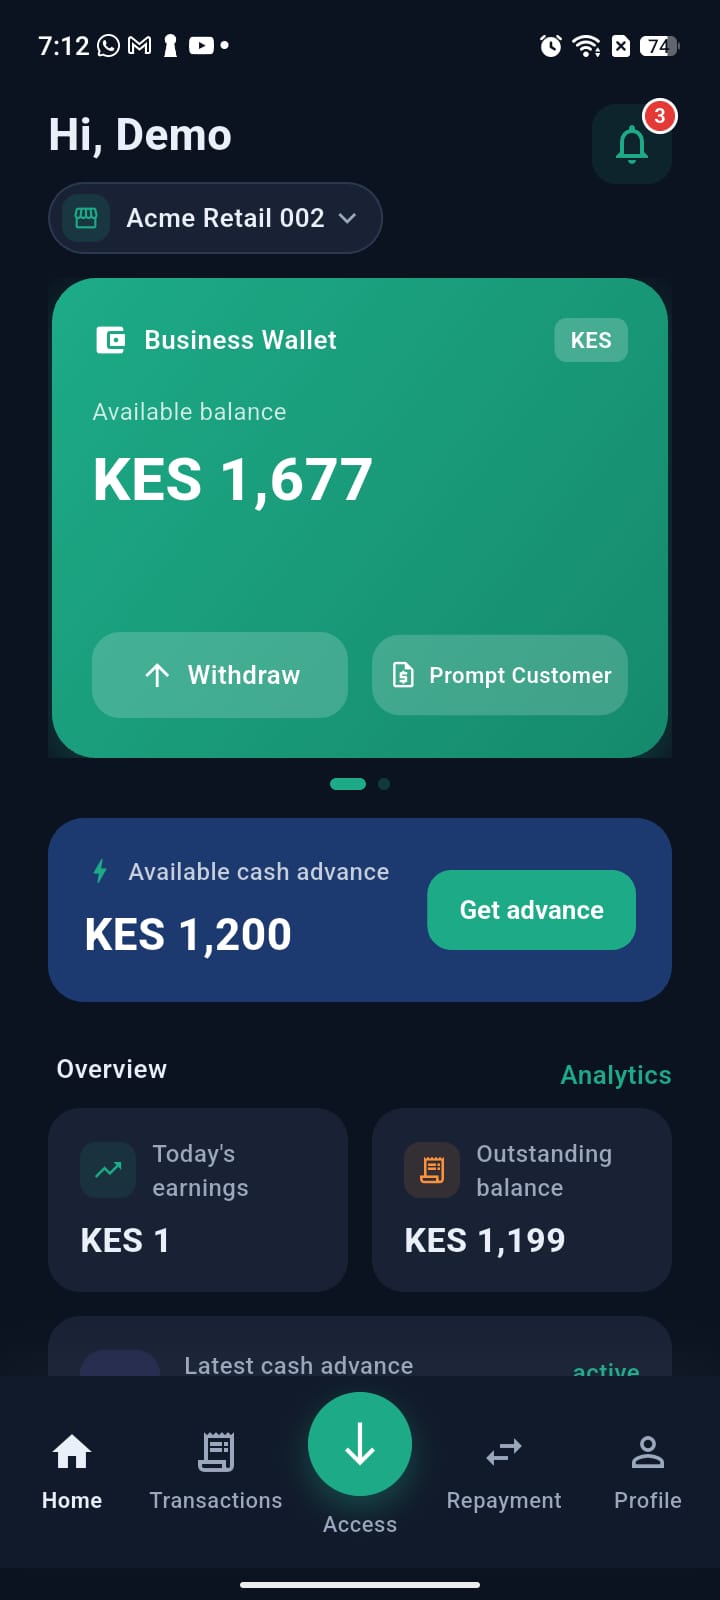 7:12
74
Hi, Demo
3
Acme Retail 002
Business Wallet
KES
Available balance
KES 1,677
Withdraw
Prompt Customer
Available cash advance
KES 1,200
Get advance
Overview
Analytics
Today's
earnings
KES 1
Outstanding
balance
KES 1,199
Latest cash advance
active
Home
Transactions
Access
Repayment
Profile